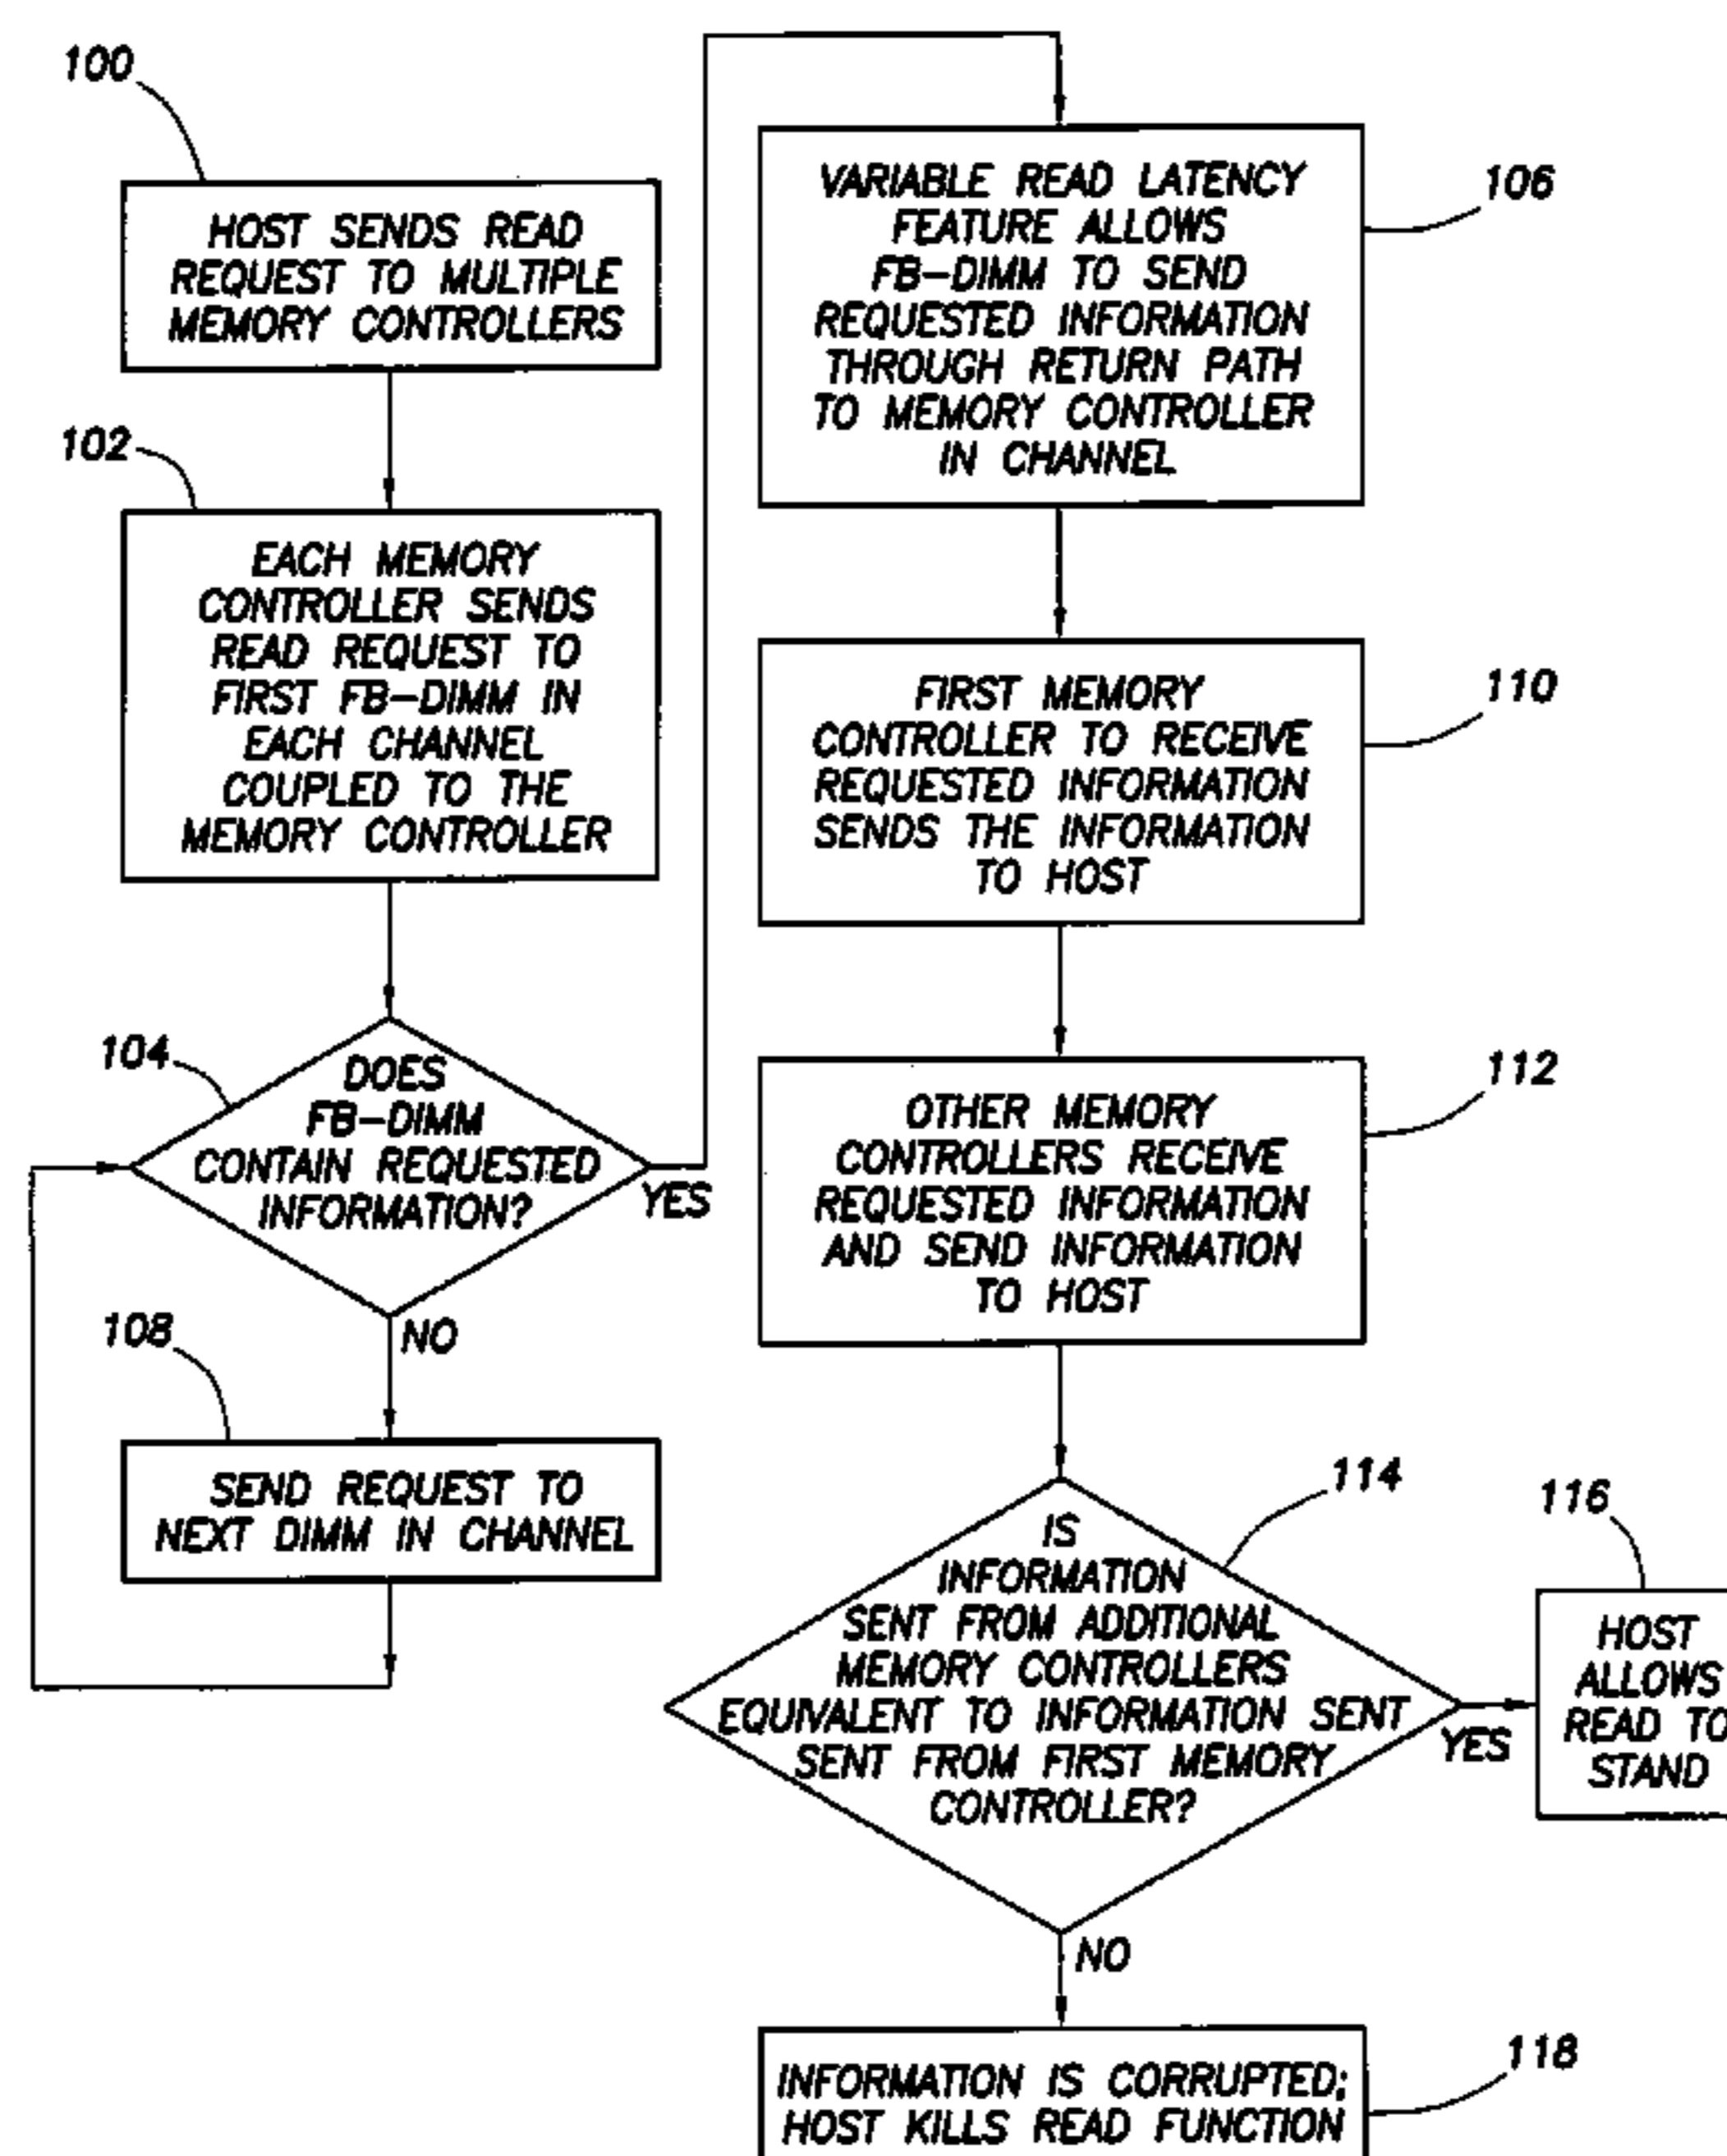 100
HOST SENDS READ
REQUEST TO MULTIPLE
MEMORY CONTROLLERS
102
EACH MEMORY
CONTROLLER SENDS
READ REQUEST TO
FIRST FB-DIMM IN
EACH CHANNEL
COUPLED TO THE
MEMORY CONTROLLER
104
DOES
FB-DIMM
CONTAIN REQUESTED
INFORMATION?
YES
NO
108
SEND REQUEST TO
NEXT DIMM IN CHANNEL
106
VARIABLE READ LATENCY
FEATURE ALLOWS
FB-DIMM TO SEND
REQUESTED INFORMATION
THROUGH RETURN PATH
TO MEMORY CONTROLLER
IN CHANNEL
110
FIRST MEMORY
CONTROLLER TO RECEIVE
REQUESTED INFORMATION
SENDS THE INFORMATION
TO HOST
112
OTHER MEMORY
CONTROLLERS RECEIVE
REQUESTED INFORMATION
AND SEND INFORMATION
TO HOST
114
IS
INFORMATION
SENT FROM ADDITIONAL
MEMORY CONTROLLERS
EQUIVALENT TO INFORMATION SENT
SENT FROM FIRST MEMORY
CONTROLLER?
YES
116
HOST
ALLOWS
READ TO
STAND
NO
118
INFORMATION IS CORRUPTED;
HOST KILLS READ FUNCTION